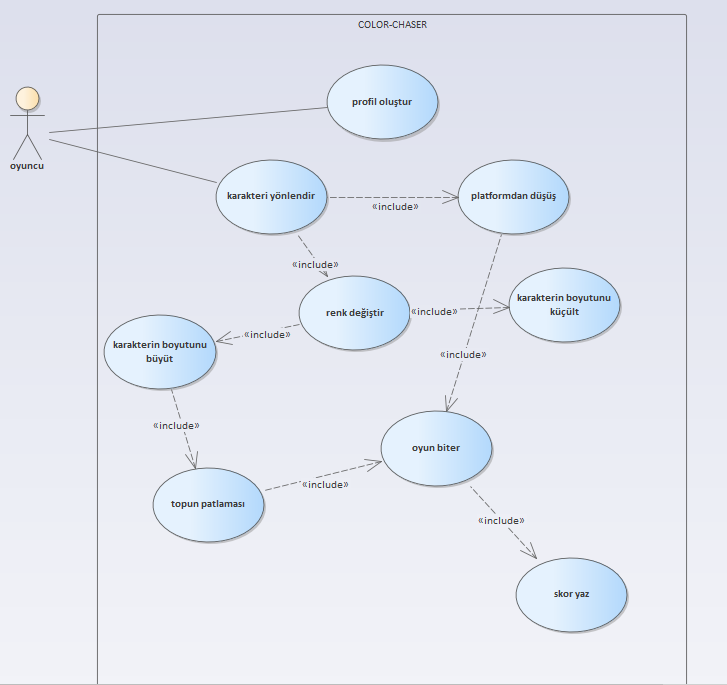 COLOR-CHASER
profil oluştur
oyuncu
karakteri yönlendir
platformdan düşüş
«include»
«include»
renk değiştir
«include»
karakterin boyutunu
küçült
«include»
karakterin boyutunu
büyüt
«include»
«include»
oyun biter
topun patlaması
«include»
«include»
skor yaz